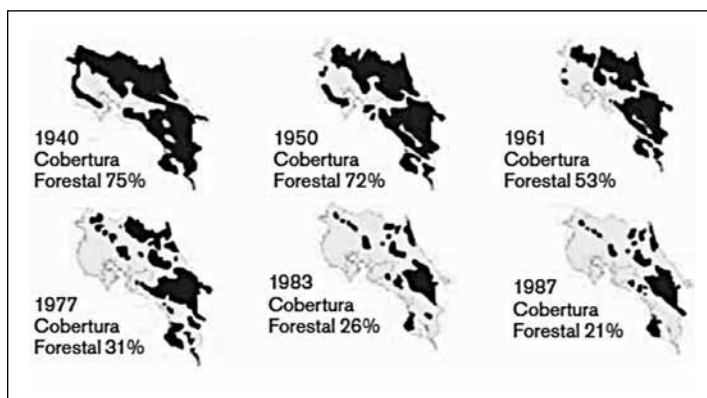 1940
Cobertura
Forestal 75%
1950
Cobertura
Forestal 72%
1961
Cobertura
Forestal 53%
1977
Cobertura
Forestal 31%
1983
Cobertura
Forestal 26%
1987
Cobertura
Forestal 21%